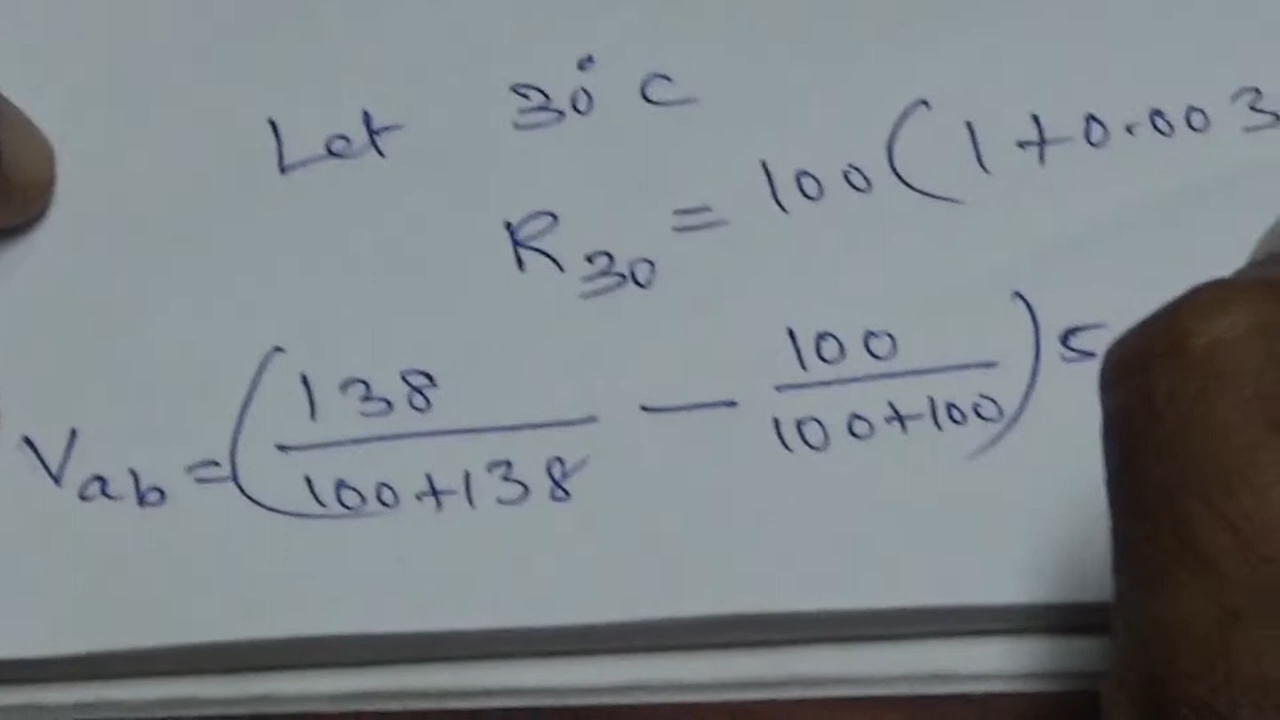 Let 30°C
R30 = 100(1+0.003
Vab = (138/100+138 − 100/100+100)5